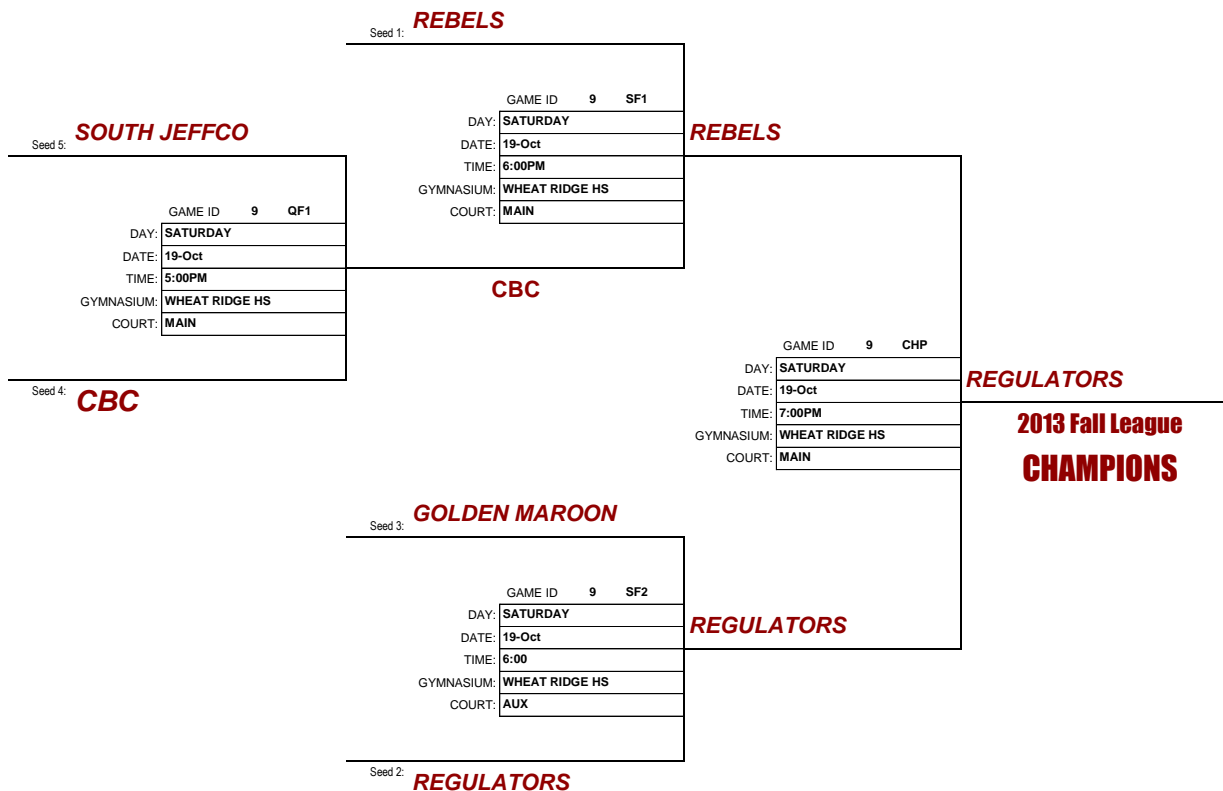 Seed 1: REBELS
GAME ID 9 SF1
DAY: SATURDAY
DATE: 19-Oct
TIME: 6:00PM
GYMNASIUM: WHEAT RIDGE HS
COURT: MAIN
REBELS
Seed 5: SOUTH JEFFCO
GAME ID 9 QF1
DAY: SATURDAY
DATE: 19-Oct
TIME: 5:00PM
GYMNASIUM: WHEAT RIDGE HS
COURT: MAIN
CBC
Seed 4: CBC
GAME ID 9 CHP
DAY: SATURDAY
DATE: 19-Oct
TIME: 7:00PM
GYMNASIUM: WHEAT RIDGE HS
COURT: MAIN
REGULATORS
2013 Fall League
CHAMPIONS
Seed 3: GOLDEN MAROON
GAME ID 9 SF2
DAY: SATURDAY
DATE: 19-Oct
TIME: 6:00
GYMNASIUM: WHEAT RIDGE HS
COURT: AUX
REGULATORS
Seed 2: REGULATORS